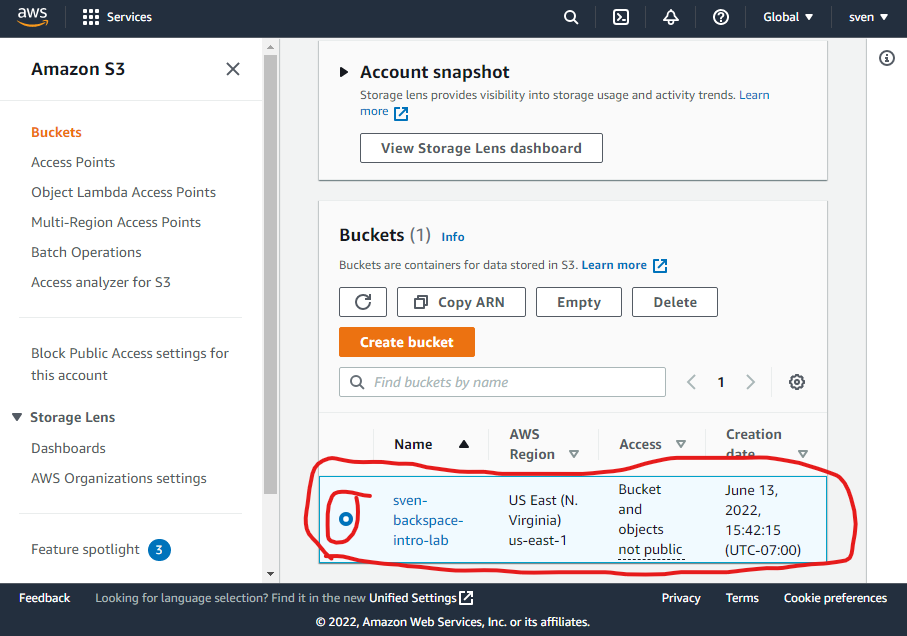 aws
Services
Global
sven
Amazon S3
Buckets
Access Points
Object Lambda Access Points
Multi-Region Access Points
Batch Operations
Access analyzer for S3
Block Public Access settings for
this account
Storage Lens
Dashboards
AWS Organizations settings
Feature spotlight 3
Account snapshot
Storage lens provides visibility into storage usage and activity trends. Learn
more
View Storage Lens dashboard
Buckets (1) Info
Buckets are containers for data stored in S3. Learn more
Copy ARN
Empty
Delete
Create bucket
Find buckets by name
1
Name
AWS
Region
Access
Creation
date
sven-
backspace-
intro-lab
US East (N.
Virginia)
us-east-1
Bucket
and
objects
not public
June 13,
2022,
15:42:15
(UTC-07:00)
Feedback
Looking for language selection? Find it in the new Unified Settings
Privacy
Terms
Cookie preferences
© 2022, Amazon Web Services, Inc. or its affiliates.